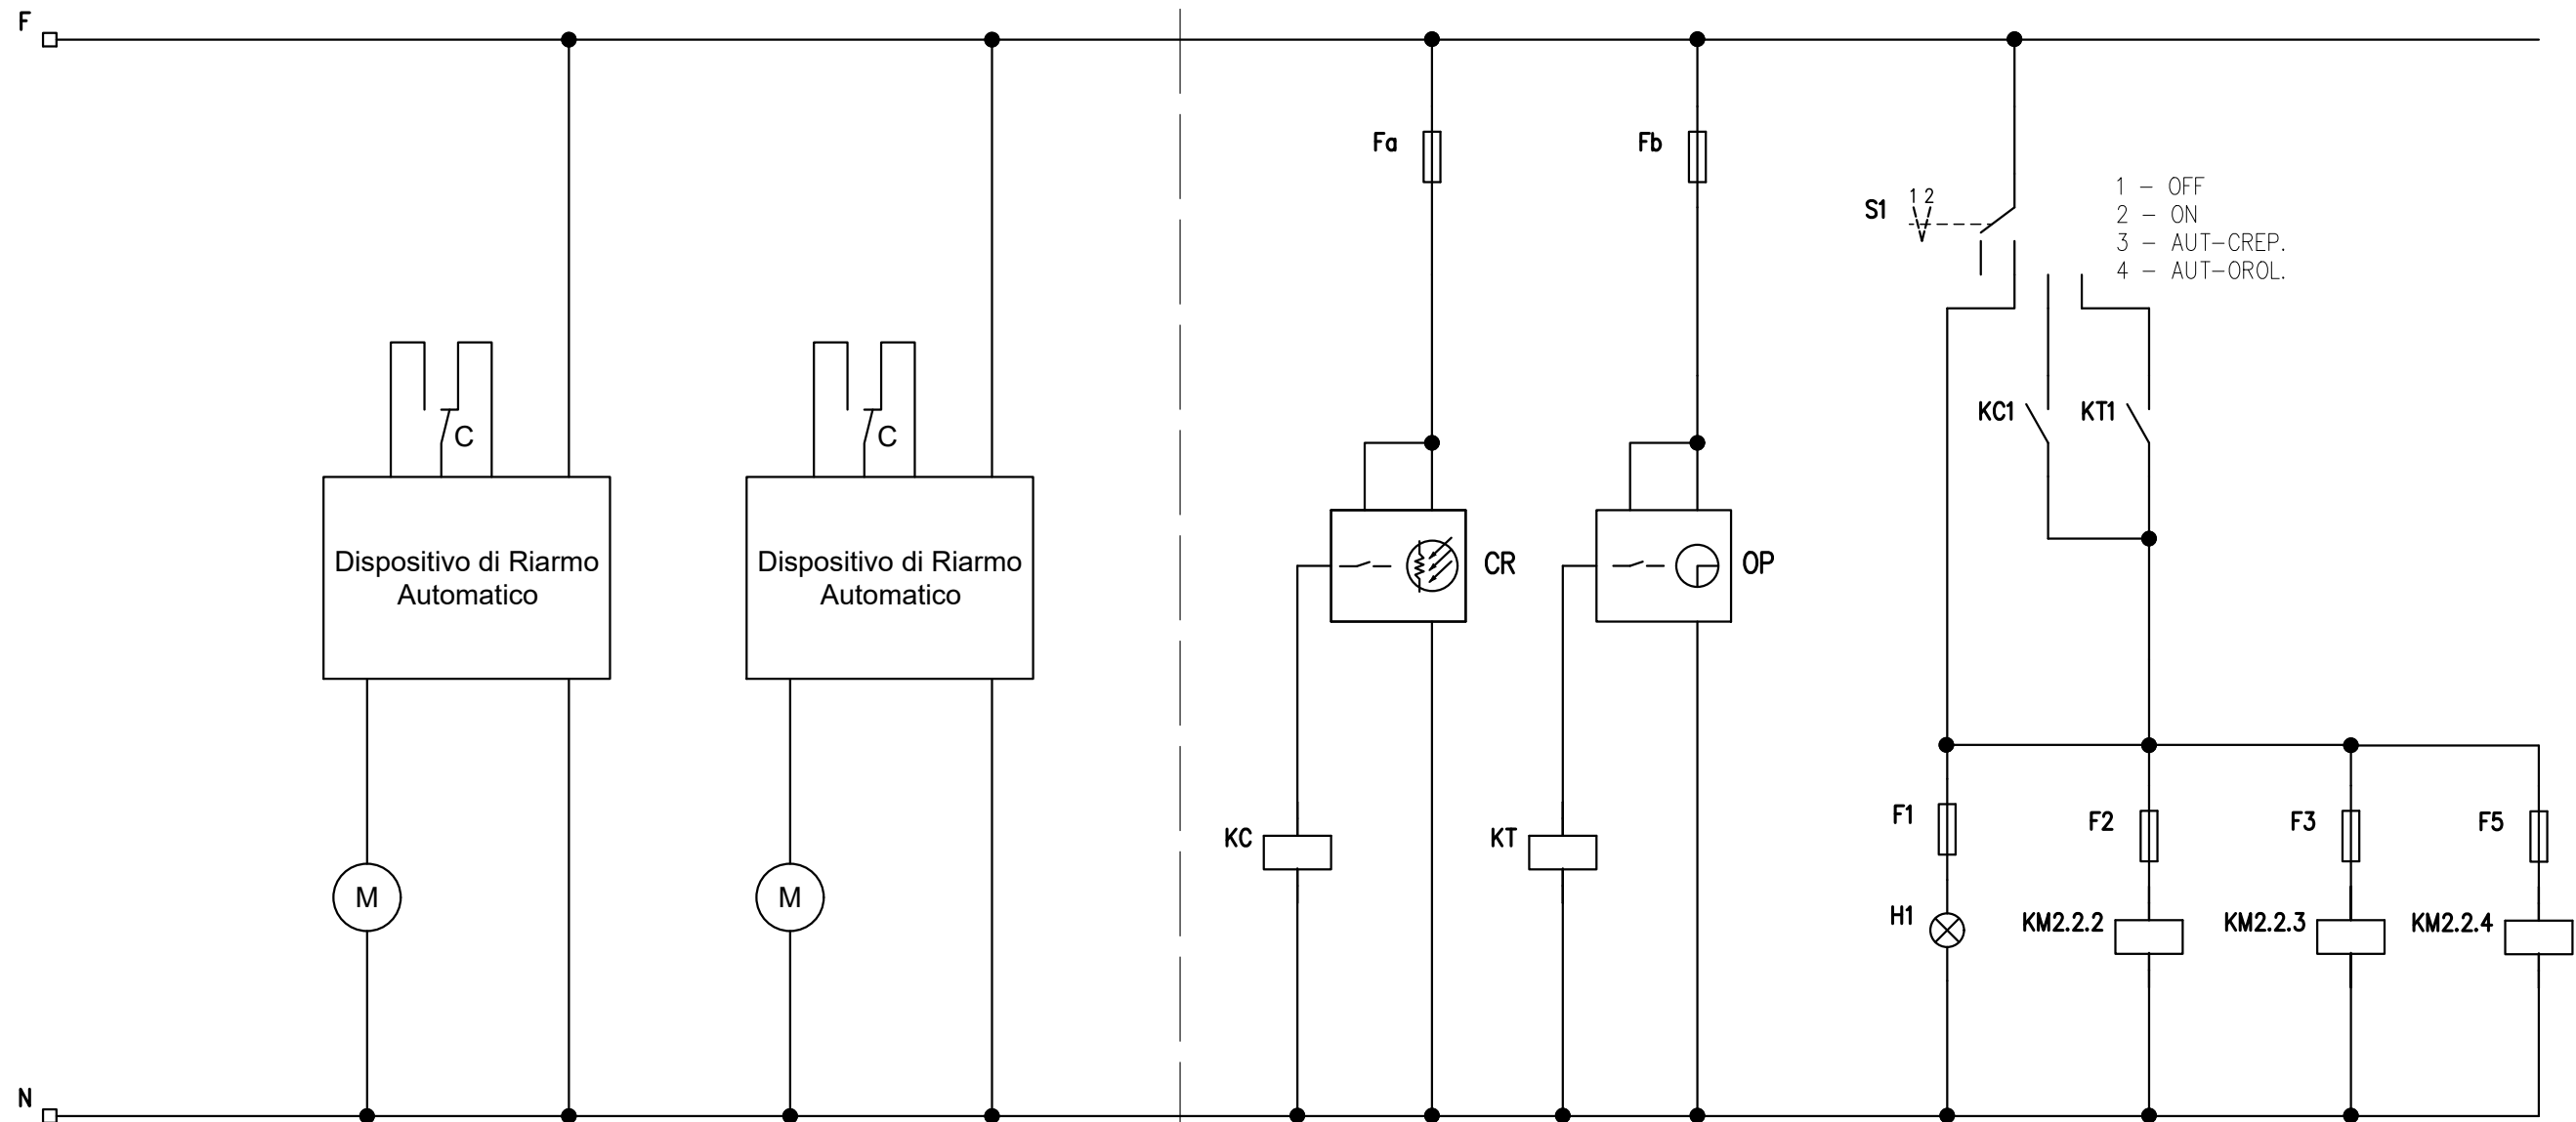 F
Fa
Fb
S1
1 2
1 - OFF
2 - ON
3 - AUT-CREP.
4 - AUT-OROL.
C
C
KC1
KT1
Dispositivo di Riarmo
Automatico
Dispositivo di Riarmo
Automatico
CR
OP
KC
KT
F1
F2
F3
F5
M
M
H1
KM2.2.2
KM2.2.3
KM2.2.4
N